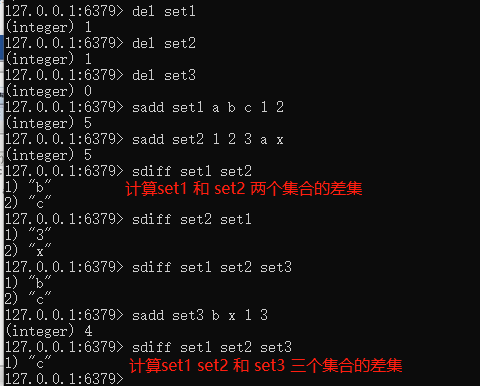 127.0.0.1:6379> del set1
(integer) 1
127.0.0.1:6379> del set2
(integer) 1
127.0.0.1:6379> del set3
(integer) 0
127.0.0.1:6379> sadd set1 a b c 1 2
(integer) 5
127.0.0.1:6379> sadd set2 1 2 3 a x
(integer) 5
127.0.0.1:6379> sdiff set1 set2
1) "b"
2) "c"
计算set1 和 set2 两个集合的差集
127.0.0.1:6379> sdiff set2 set1
1) "3"
2) "x"
127.0.0.1:6379> sdiff set1 set2 set3
1) "b"
2) "c"
127.0.0.1:6379> sadd set3 b x 1 3
(integer) 4
127.0.0.1:6379> sdiff set1 set2 set3
1) "c"
计算set1 set2 和 set3 三个集合的差集
127.0.0.1:6379>